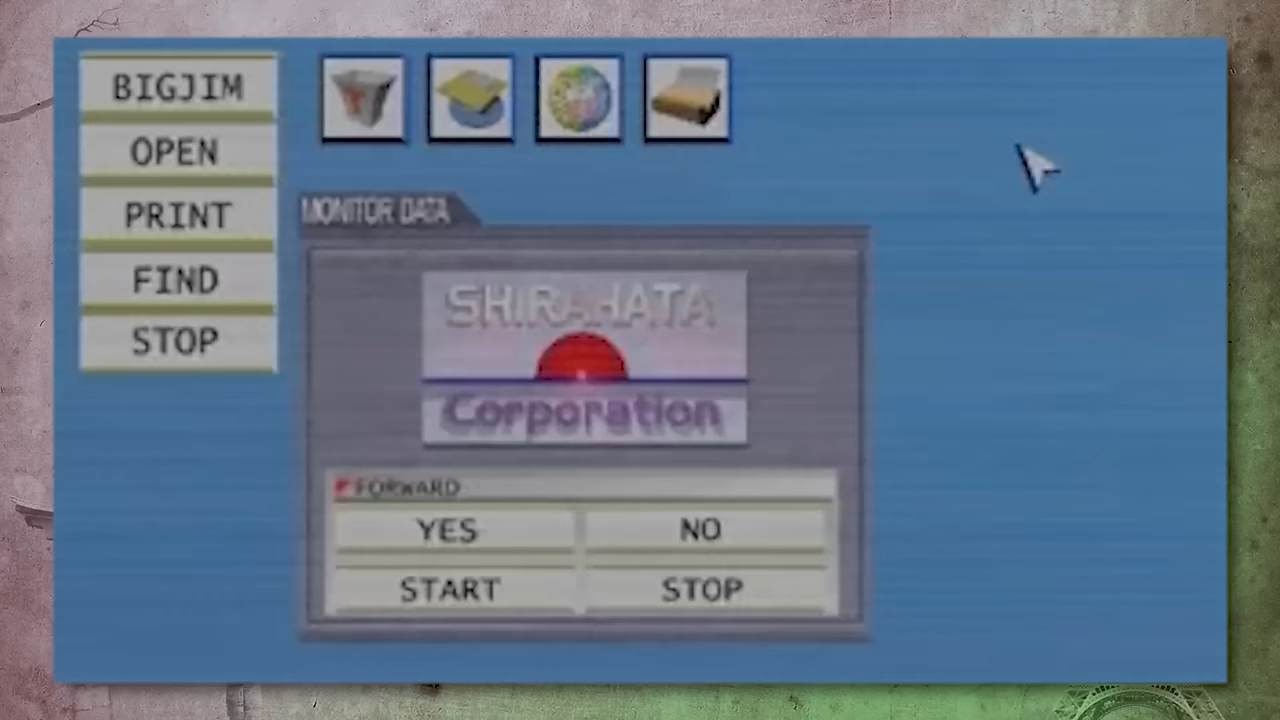 BIGJIM
OPEN
PRINT
FIND
STOP
MONITOR DATA
SHIRAHATA
Corporation
FORWARD
YES
NO
START
STOP